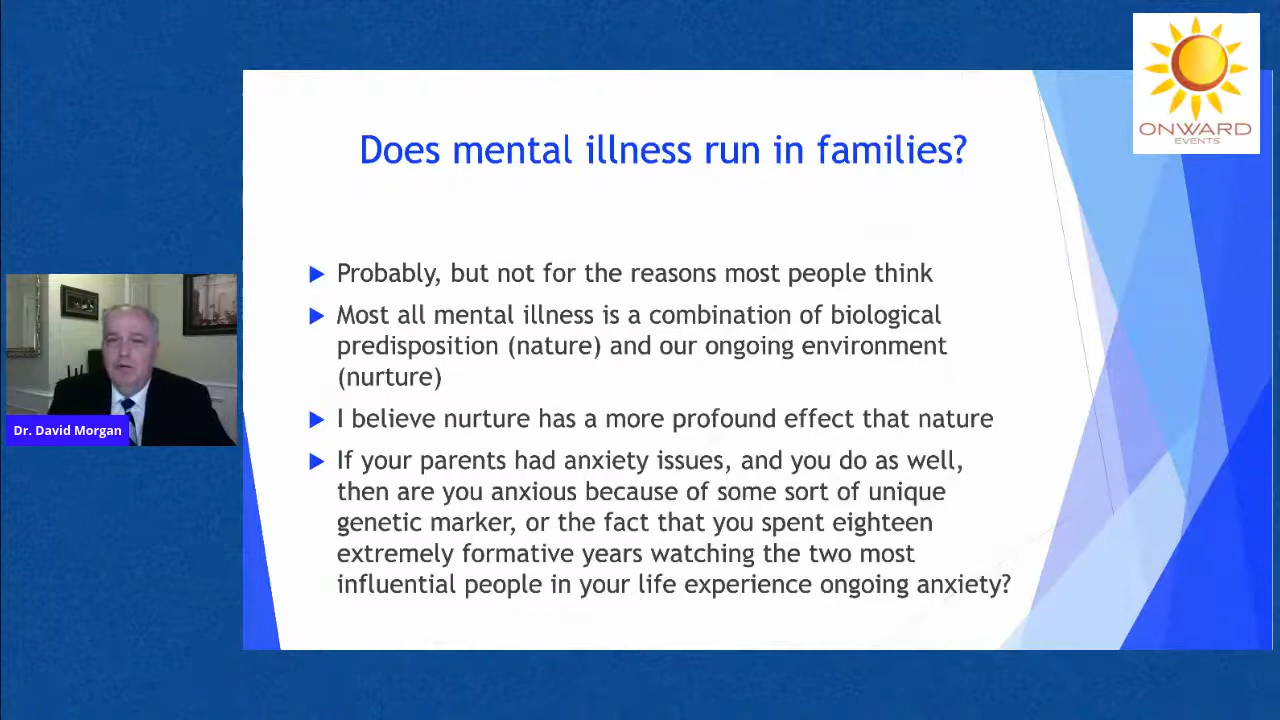 ONWARD
EVENTS
Does mental illness run in families?
Probably, but not for the reasons most people think
Most all mental illness is a combination of biological
predisposition (nature) and our ongoing environment
(nurture)
I believe nurture has a more profound effect that nature
If your parents had anxiety issues, and you do as well,
then are you anxious because of some sort of unique
genetic marker, or the fact that you spent eighteen
extremely formative years watching the two most
influential people in your life experience ongoing anxiety?
Dr. David Morgan